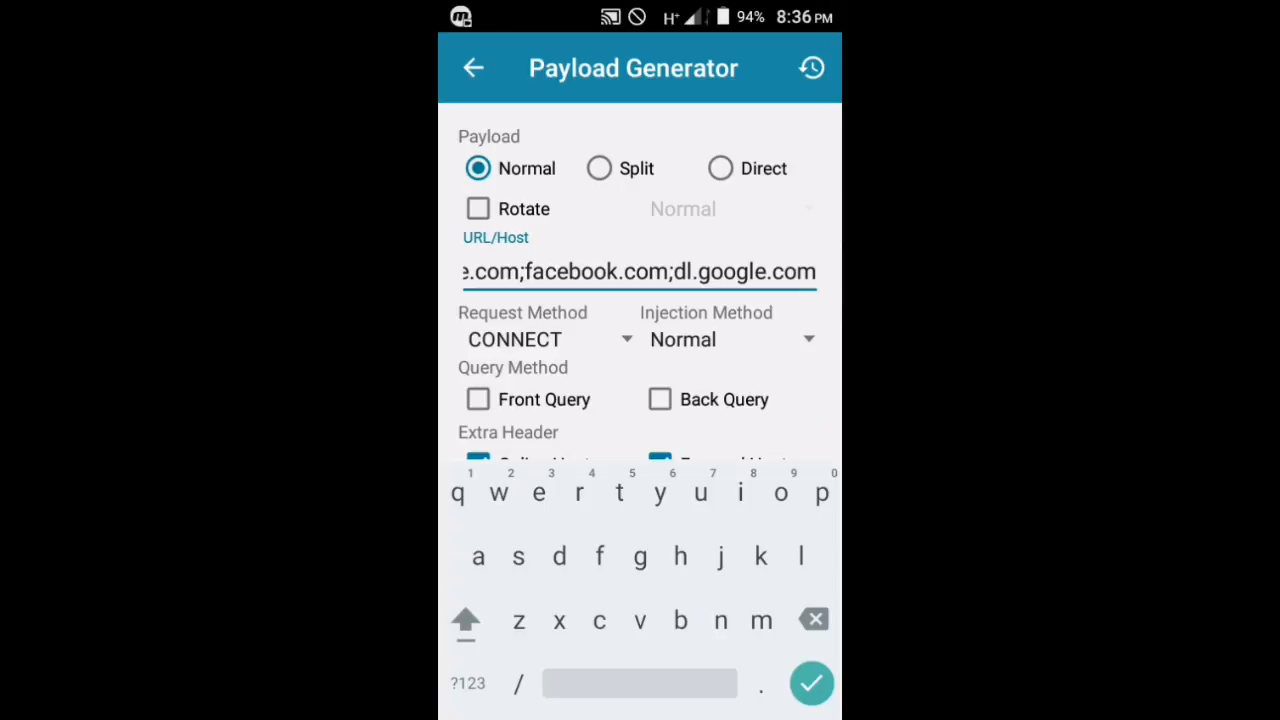 H+ 94% 8:36 PM
Payload Generator
Payload
Normal Split Direct
Rotate Normal
URL/Host
e.com;facebook.com;dl.google.com
Request Method Injection Method
CONNECT Normal
Query Method
Front Query Back Query
Extra Header
1 2 3 4 5 6 7 8 9 0
q w e r t y u i o p
a s d f g h j k l
z x c v b n m
?123 / .